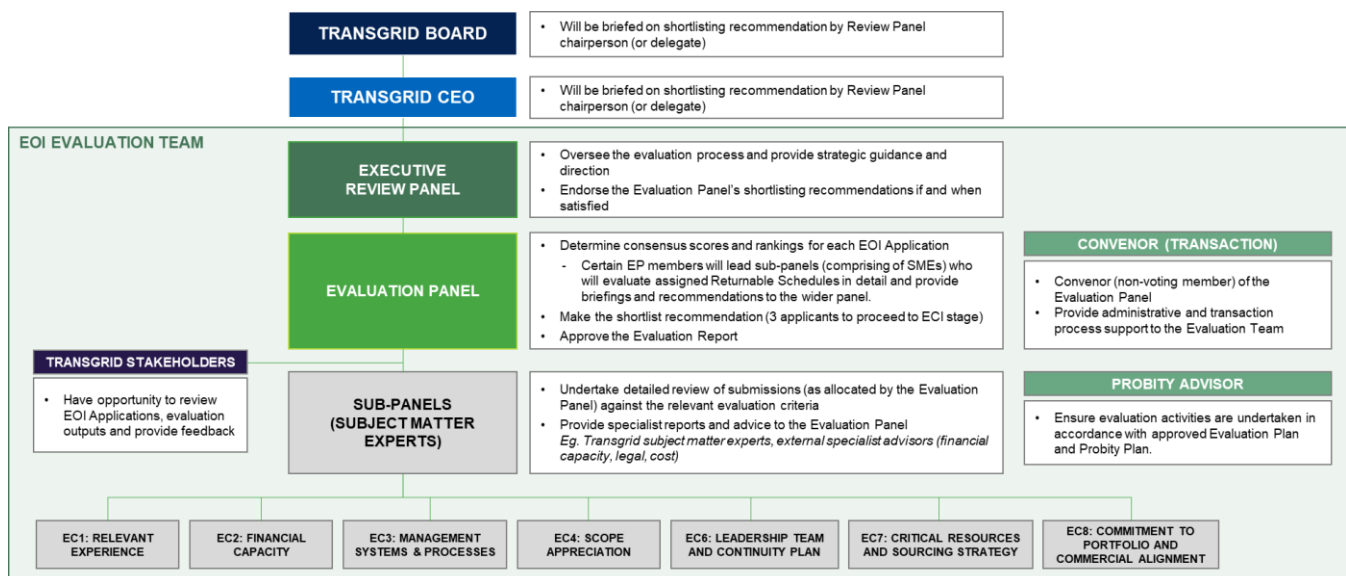 TRANSGRID BOARD
• Will be briefed on shortlisting recommendation by Review Panel
chairperson (or delegate)
TRANSGRID CEO
• Will be briefed on shortlisting recommendation by Review Panel
chairperson (or delegate)
EOI EVALUATION TEAM
EXECUTIVE
REVIEW PANEL
• Oversee the evaluation process and provide strategic guidance and
direction
• Endorse the Evaluation Panel's shortlisting recommendations if and when
satisfied
EVALUATION PANEL
• Determine consensus scores and rankings for each EOI Application
- Certain EP members will lead sub-panels (comprising of SMEs) who
will evaluate assigned Returnable Schedules in detail and provide
briefings and recommendations to the wider panel.
• Make the shortlist recommendation (3 applicants to proceed to ECI stage)
• Approve the Evaluation Report
CONVENOR (TRANSACTION)
• Convenor (non-voting member) of the
Evaluation Panel
• Provide administrative and transaction
process support to the Evaluation Team
TRANSGRID STAKEHOLDERS
• Have opportunity to review
EOI Applications, evaluation
outputs and provide feedback
SUB-PANELS
(SUBJECT MATTER
EXPERTS)
• Undertake detailed review of submissions (as allocated by the Evaluation
Panel) against the relevant evaluation criteria
• Provide specialist reports and advice to the Evaluation Panel
Eg. Transgrid subject matter experts, external specialist advisors (financial
capacity, legal, cost)
PROBITY ADVISOR
• Ensure evaluation activities are undertaken in
accordance with approved Evaluation Plan
and Probity Plan.
EC1: RELEVANT
EXPERIENCE
EC2: FINANCIAL
CAPACITY
EC3: MANAGEMENT
SYSTEMS & PROCESSES
EC4: SCOPE
APPRECIATION
EC6: LEADERSHIP TEAM
AND CONTINUITY PLAN
EC7: CRITICAL RESOURCES
AND SOURCING STRATEGY
EC8: COMMITMENT TO
PORTFOLIO AND
COMMERCIAL ALIGNMENT